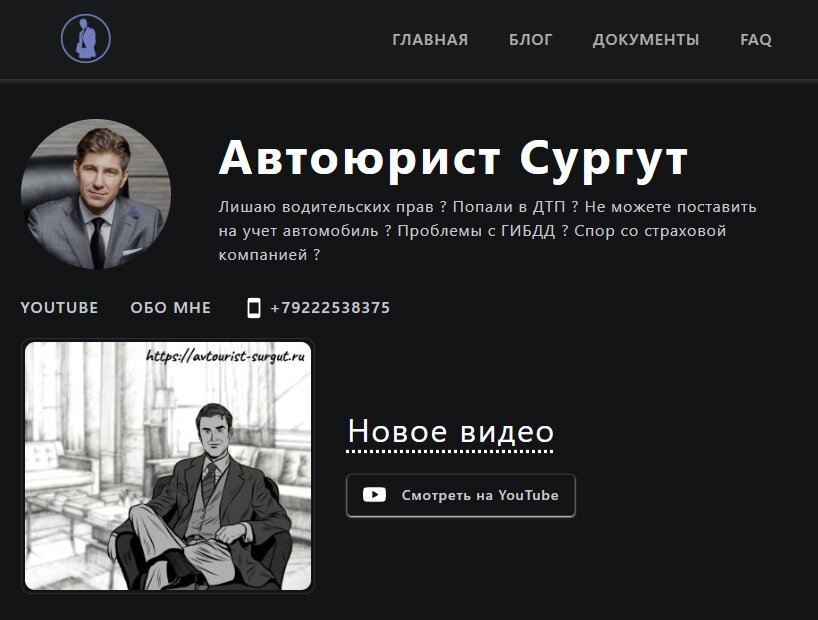 ГЛАВНАЯ БЛОГ ДОКУМЕНТЫ FAQ
Автоюрист Сургут
Лишаю водительских прав ? Попали в ДТП ? Не можете поставить
на учет автомобиль ? Проблемы с ГИБДД ? Спор со страховой
компанией ?
YOUTUBE ОБО МНЕ +79222538375
https://avtourist-surgut.ru
Новое видео
Смотреть на YouTube